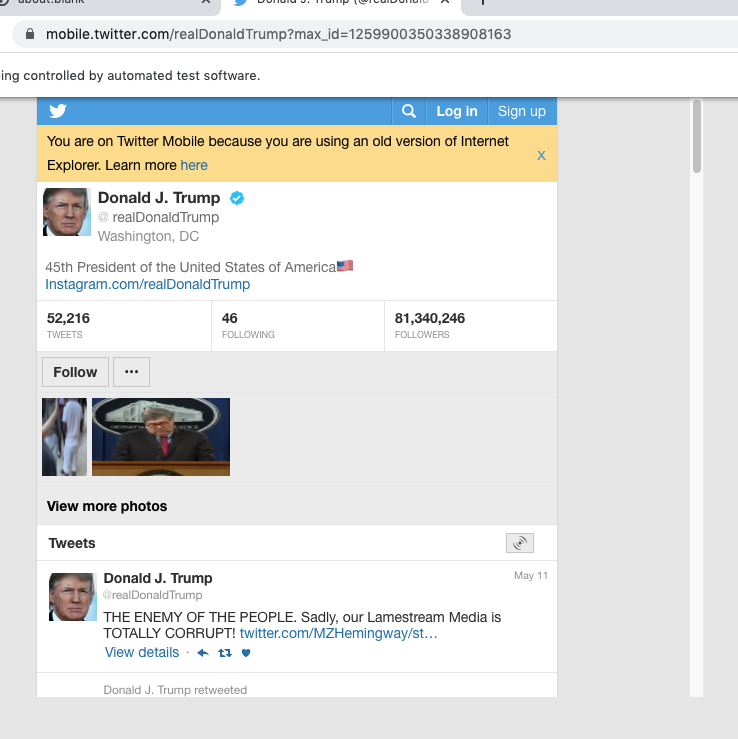 about:blank
Donald J. Trump (@realDonald
mobile.twitter.com/realDonaldTrump?max_id=1259900350338908163
ing controlled by automated test software.
Log in
Sign up
You are on Twitter Mobile because you are using an old version of Internet
Explorer. Learn more here
X
Donald J. Trump
@ realDonaldTrump
Washington, DC
45th President of the United States of America🇺🇸
Instagram.com/realDonaldTrump
52,216
TWEETS
46
FOLLOWING
81,340,246
FOLLOWERS
Follow
···
View more photos
Tweets
Donald J. Trump
May 11
@realDonaldTrump
THE ENEMY OF THE PEOPLE. Sadly, our Lamestream Media is
TOTALLY CORRUPT! twitter.com/MZHemingway/st…
View details ·
Donald J. Trump retweeted